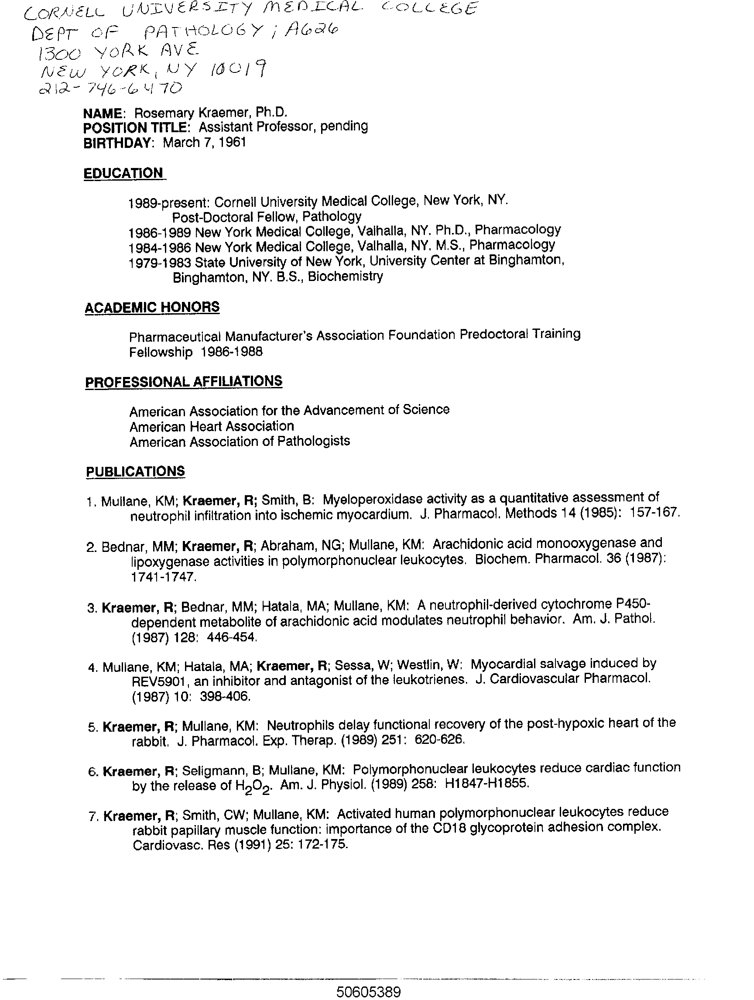 CORNELL UNIVERSITY MEDICAL COLLEGE
DEPT OF PATHOLOGY; A626
1300 YORK AVE
NEW YORK, NY 10019
212-746-6470
NAME: Rosemary Kraemer, Ph.D.
POSITION TITLE: Assistant Professor, pending
BIRTHDAY: March 7, 1961
EDUCATION
1989-present: Cornell University Medical College, New York, NY.
Post-Doctoral Fellow, Pathology
1986-1989 New York Medical College, Valhalla, NY. Ph.D., Pharmacology
1984-1986 New York Medical College, Valhalla, NY. M.S., Pharmacology
1979-1983 State University of New York, University Center at Binghamton,
Binghamton, NY. B.S., Biochemistry
ACADEMIC HONORS
Pharmaceutical Manufacturer's Association Foundation Predoctoral Training
Fellowship 1986-1988
PROFESSIONAL AFFILIATIONS
American Association for the Advancement of Science
American Heart Association
American Association of Pathologists
PUBLICATIONS
1. Mullane, KM; Kraemer, R; Smith, B: Myeloperoxidase activity as a quantitative assessment of
neutrophil infiltration into ischemic myocardium. J. Pharmacol. Methods 14 (1985): 157-167.
2. Bednar, MM; Kraemer, R; Abraham, NG; Mullane, KM: Arachidonic acid monooxygenase and
lipoxygenase activities in polymorphonuclear leukocytes. Biochem. Pharmacol. 36 (1987):
1741-1747.
3. Kraemer, R; Bednar, MM; Hatala, MA; Mullane, KM: A neutrophil-derived cytochrome P450-
dependent metabolite of arachidonic acid modulates neutrophil behavior. Am. J. Pathol.
(1987) 128: 446-454.
4. Mullane, KM; Hatala, MA; Kraemer, R; Sessa, W; Westlin, W: Myocardial salvage induced by
REV5901, an inhibitor and antagonist of the leukotrienes. J. Cardiovascular Pharmacol.
(1987) 10: 398-406.
5. Kraemer, R; Mullane, KM: Neutrophils delay functional recovery of the post-hypoxic heart of the
rabbit. J. Pharmacol. Exp. Therap. (1989) 251: 620-626.
6. Kraemer, R; Seligmann, B; Mullane, KM: Polymorphonuclear leukocytes reduce cardiac function
by the release of H2O2. Am. J. Physiol. (1989) 258: H1847-H1855.
7. Kraemer, R; Smith, CW; Mullane, KM: Activated human polymorphonuclear leukocytes reduce
rabbit papillary muscle function: importance of the CD18 glycoprotein adhesion complex.
Cardiovasc. Res (1991) 25: 172-175.
50605389